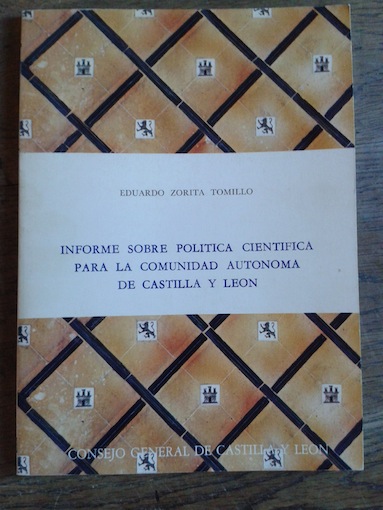 EDUARDO ZORITA TOMILLO
INFORME SOBRE POLITICA CIENTIFICA
PARA LA COMUNIDAD AUTONOMA
DE CASTILLA Y LEON
CONSEJO GENERAL DE CASTILLA Y LEON